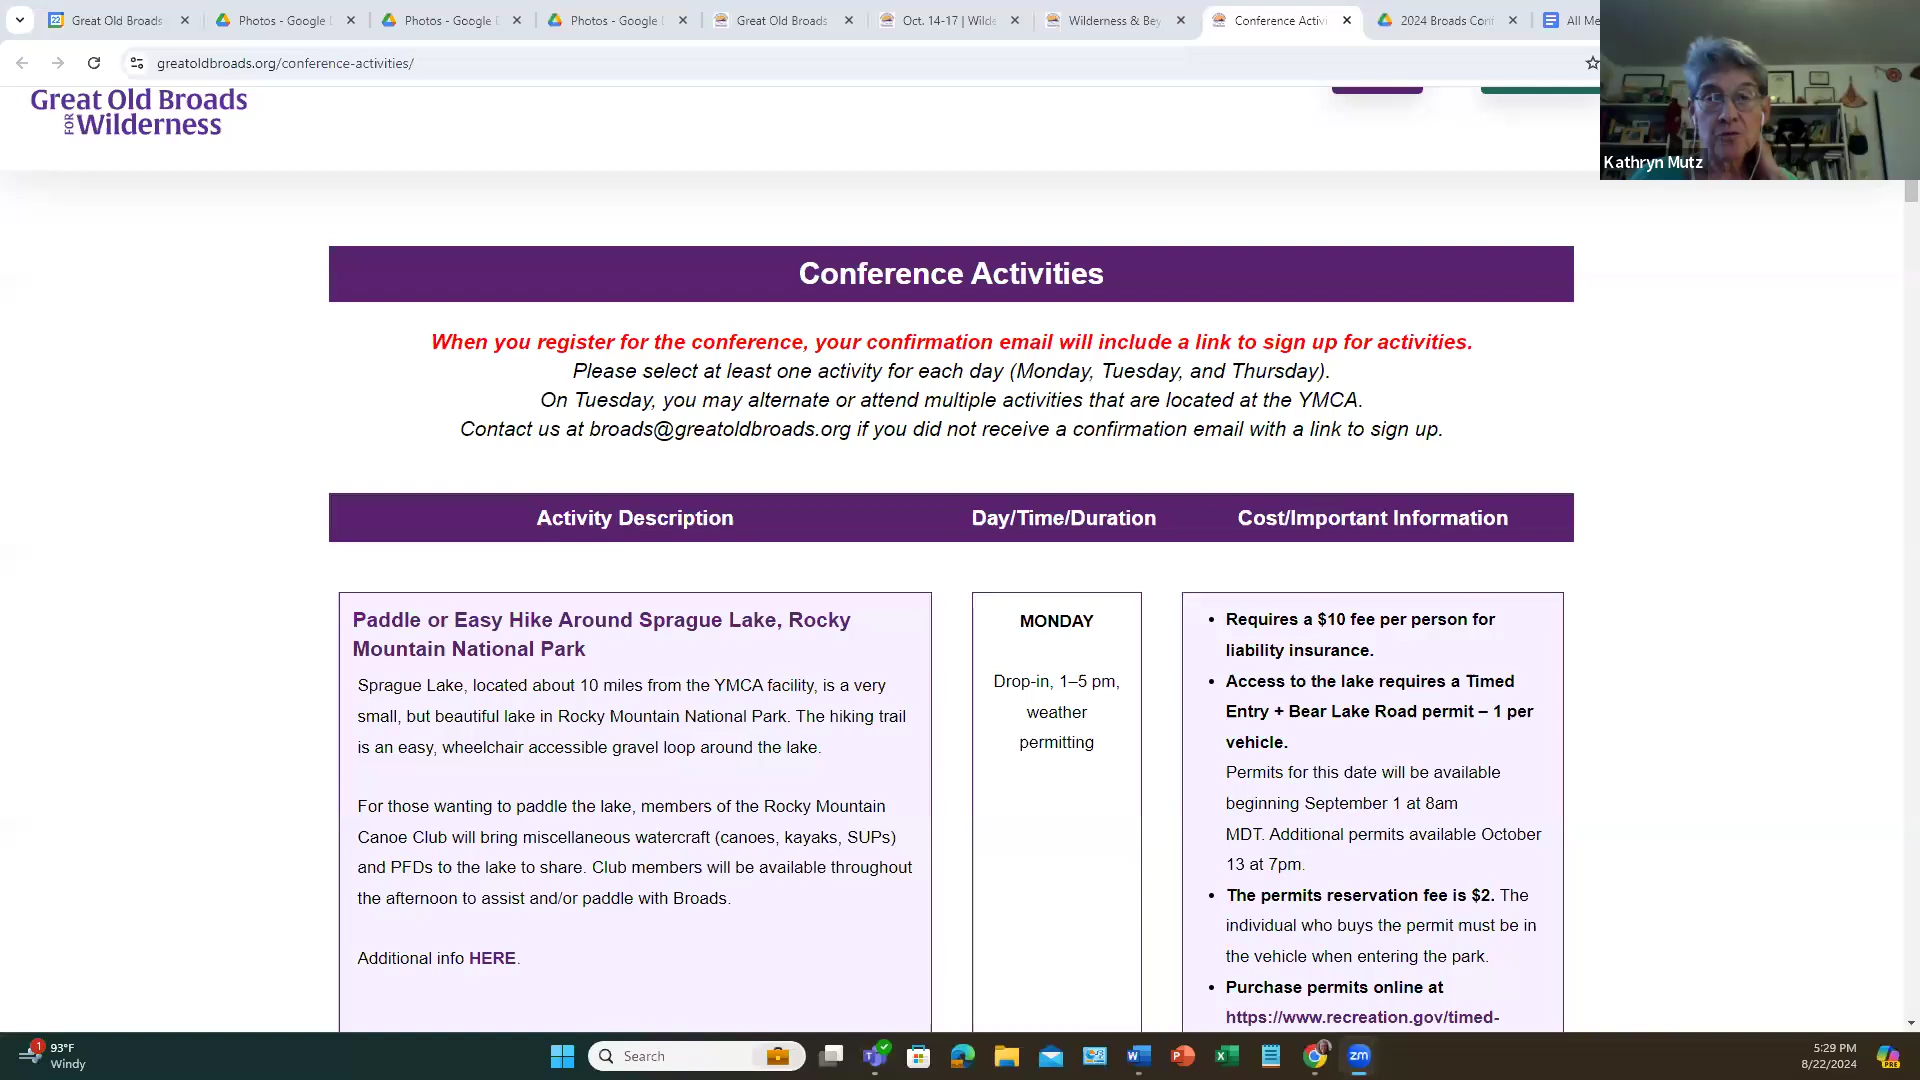 Great Old Broads
Photos - Google
Photos - Google
Photos - Google
Great Old Broads
Oct. 14-17 | Wilde
Wilderness & Bey
Conference Activi
2024 Broads Con
All Me
greatoldbroads.org/conference-activities/
Great Old Broads
FOR Wilderness
Kathryn Mutz
Conference Activities
When you register for the conference, your confirmation email will include a link to sign up for activities.
Please select at least one activity for each day (Monday, Tuesday, and Thursday).
On Tuesday, you may alternate or attend multiple activities that are located at the YMCA.
Contact us at broads@greatoldbroads.org if you did not receive a confirmation email with a link to sign up.
Activity Description
Day/Time/Duration
Cost/Important Information
Paddle or Easy Hike Around Sprague Lake, Rocky
Mountain National Park
Sprague Lake, located about 10 miles from the YMCA facility, is a very
small, but beautiful lake in Rocky Mountain National Park. The hiking trail
is an easy, wheelchair accessible gravel loop around the lake.
For those wanting to paddle the lake, members of the Rocky Mountain
Canoe Club will bring miscellaneous watercraft (canoes, kayaks, SUPs)
and PFDs to the lake to share. Club members will be available throughout
the afternoon to assist and/or paddle with Broads.
Additional info HERE.
MONDAY
Drop-in, 1–5 pm,
weather
permitting
• Requires a $10 fee per person for
liability insurance.
• Access to the lake requires a Timed
Entry + Bear Lake Road permit – 1 per
vehicle.
Permits for this date will be available
beginning September 1 at 8am
MDT. Additional permits available October
13 at 7pm.
• The permits reservation fee is $2. The
individual who buys the permit must be in
the vehicle when entering the park.
• Purchase permits online at
https://www.recreation.gov/timed-
1
93°F
Windy
Search
zm
5:29 PM
8/22/2024
PRE